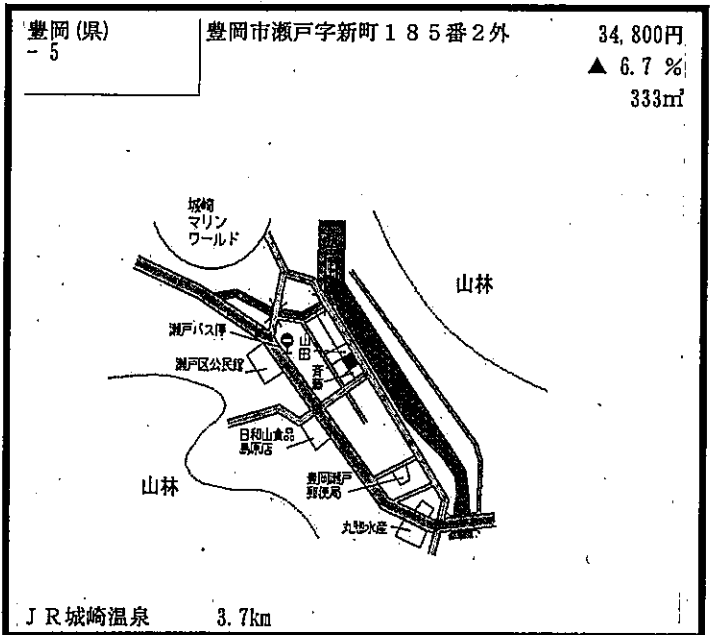 豊岡(県)
- 5
豊岡市瀬戸字新町185番2外
34,800円
▲ 6.7 %
333㎡
城崎
マリン
ワールド
山林
瀬戸バス停
山田
斉藤
瀬戸区公民館
日和山食品
島原店
山林
豊岡瀬戸
郵便局
水産
JR城崎温泉 3.7km